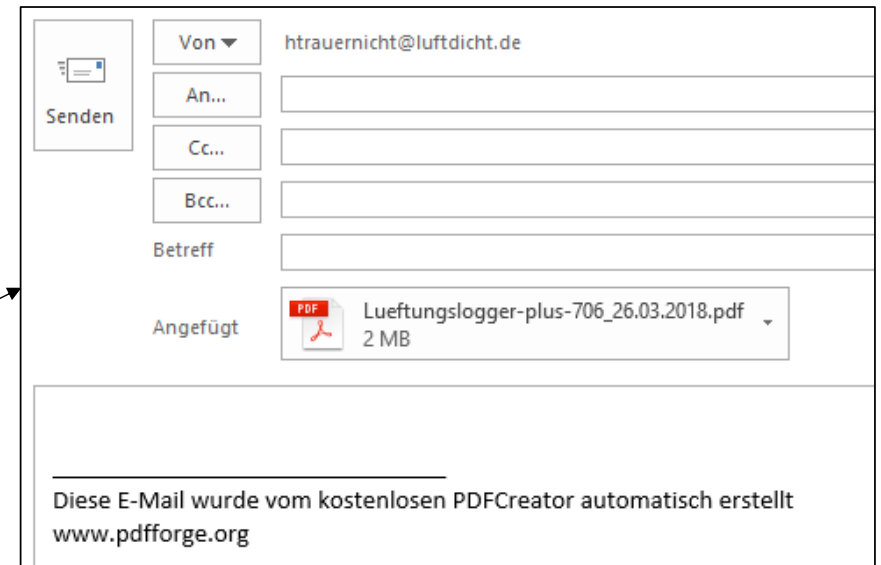 Von
htrauernicht@luftdicht.de
Senden
An...
Cc...
Bcc...
Betreff
Angefügt
PDF
Lueftungslogger-plus-706_26.03.2018.pdf
2 MB
Diese E-Mail wurde vom kostenlosen PDFCreator automatisch erstellt
www.pdfforge.org